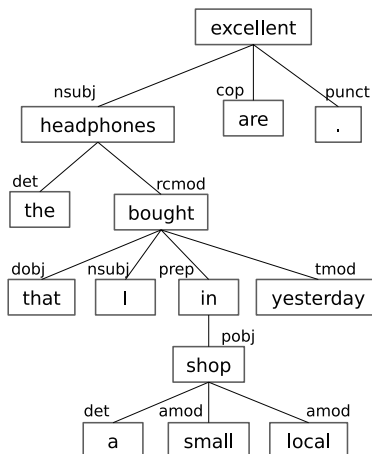 excellent
nsubj cop punct
headphones are .
det rcmod
the bought
dobj nsubj prep tmod
that I in yesterday
pobj
shop
det amod amod
a small local